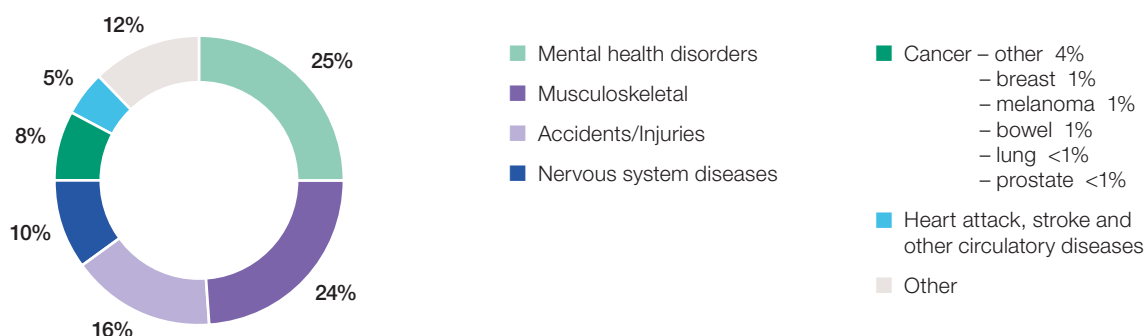 12%
25%
5%
8%
10%
16%
24%
Mental health disorders
Musculoskeletal
Accidents/Injuries
Nervous system diseases
Cancer – other 4%
– breast 1%
– melanoma 1%
– bowel 1%
– lung <1%
– prostate <1%
Heart attack, stroke and
other circulatory diseases
Other